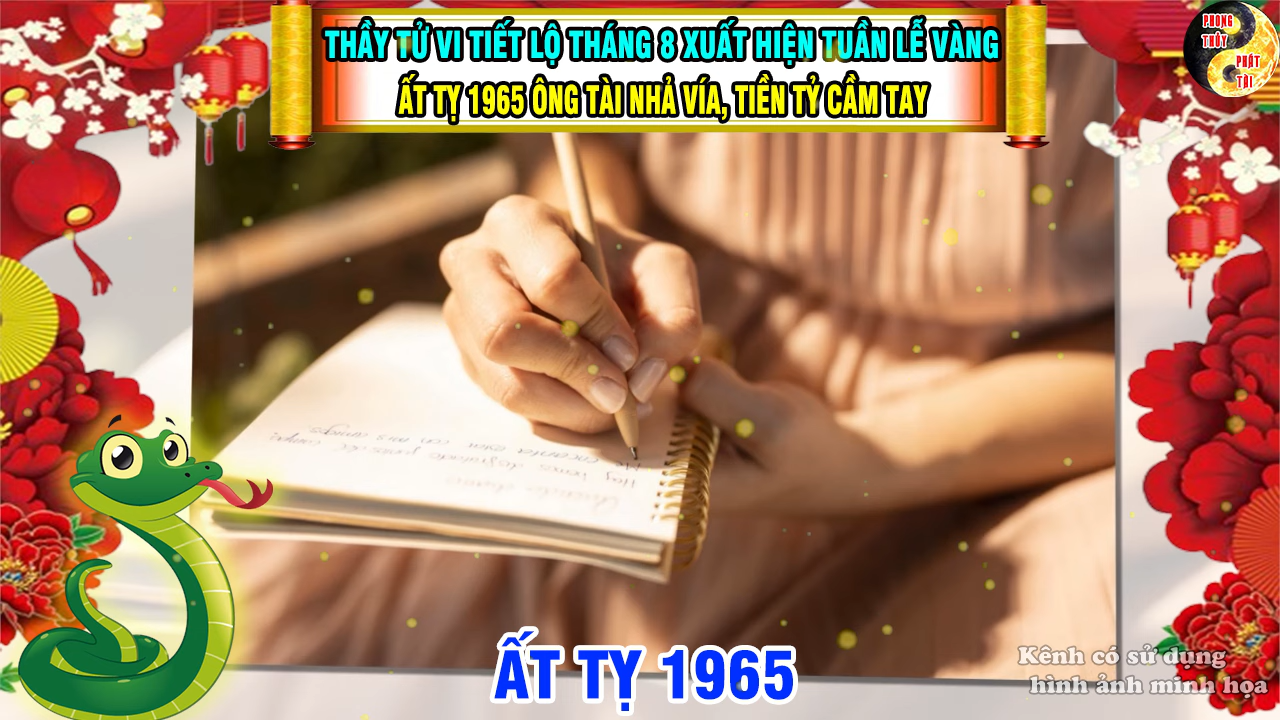 THẦY TỬ VI TIẾT LỘ THÁNG 8 XUẤT HIỆN TUẦN LỄ VÀNG
ẤT TỴ 1965 ÔNG TÀI NHẢ VÍA, TIỀN TỶ CẦM TAY
PHONG
THỦY
PHÁT
TÀI
ẤT TỴ 1965
Kênh có sử dụng
hình ảnh minh họa